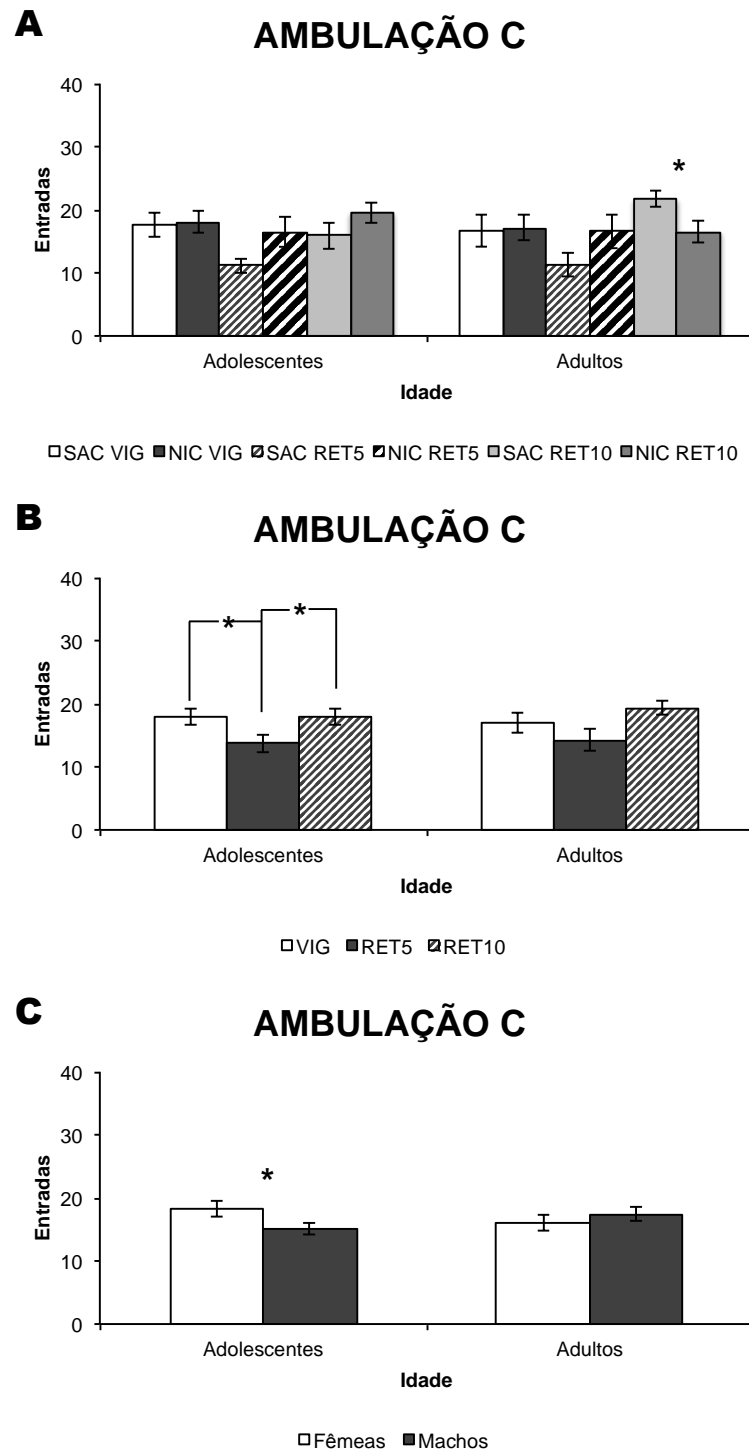 A
AMBULAÇÃO C
40
30
20
10
0
Entradas
*
Adolescentes Adultos
Idade
SAC VIG NIC VIG SAC RET5 NIC RET5 SAC RET10 NIC RET10
B
AMBULAÇÃO C
40
30
20
10
0
Entradas
* *
Adolescentes Adultos
Idade
VIG RET5 RET10
C
AMBULAÇÃO C
40
30
20
10
0
Entradas
*
Adolescentes Adultos
Idade
Fêmeas Machos